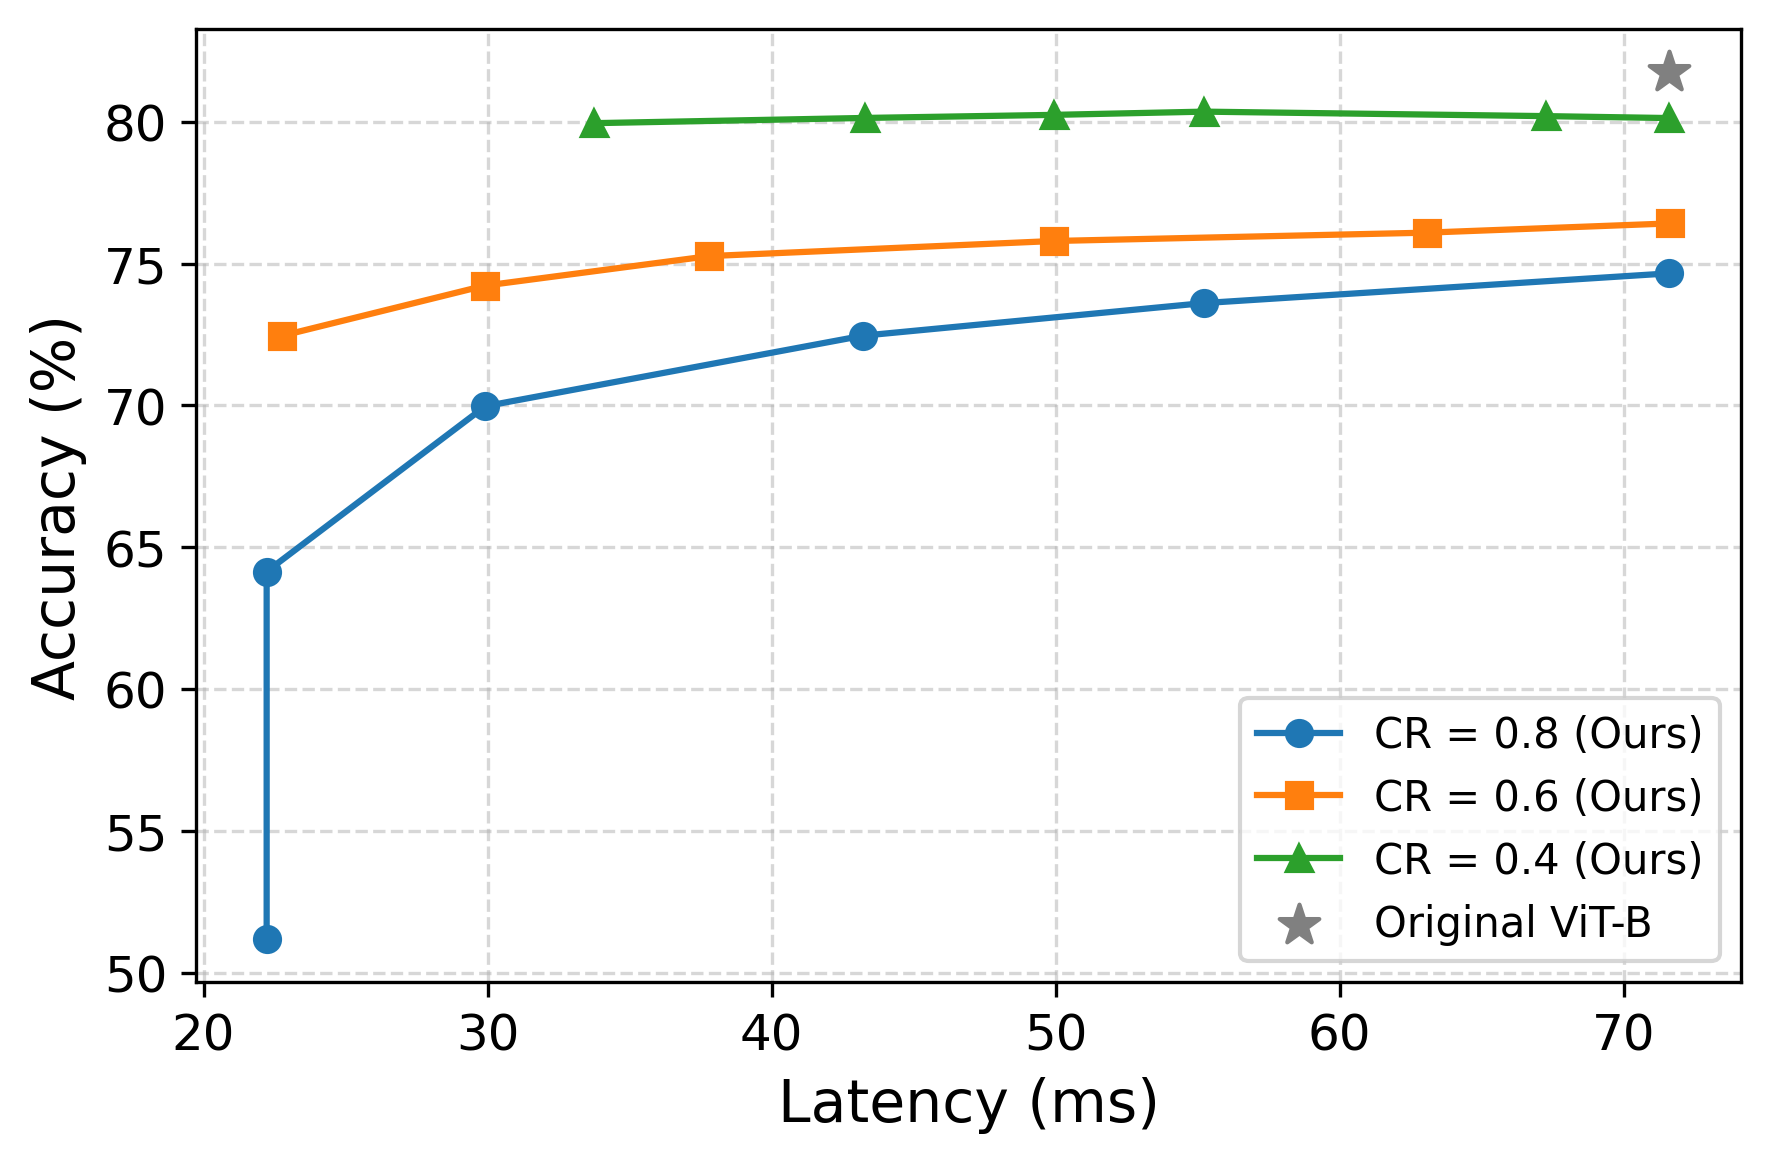 80
75
70
65
60
55
50
Accuracy (%)
20 30 40 50 60 70
Latency (ms)
CR = 0.8 (Ours)
CR = 0.6 (Ours)
CR = 0.4 (Ours)
Original ViT-B